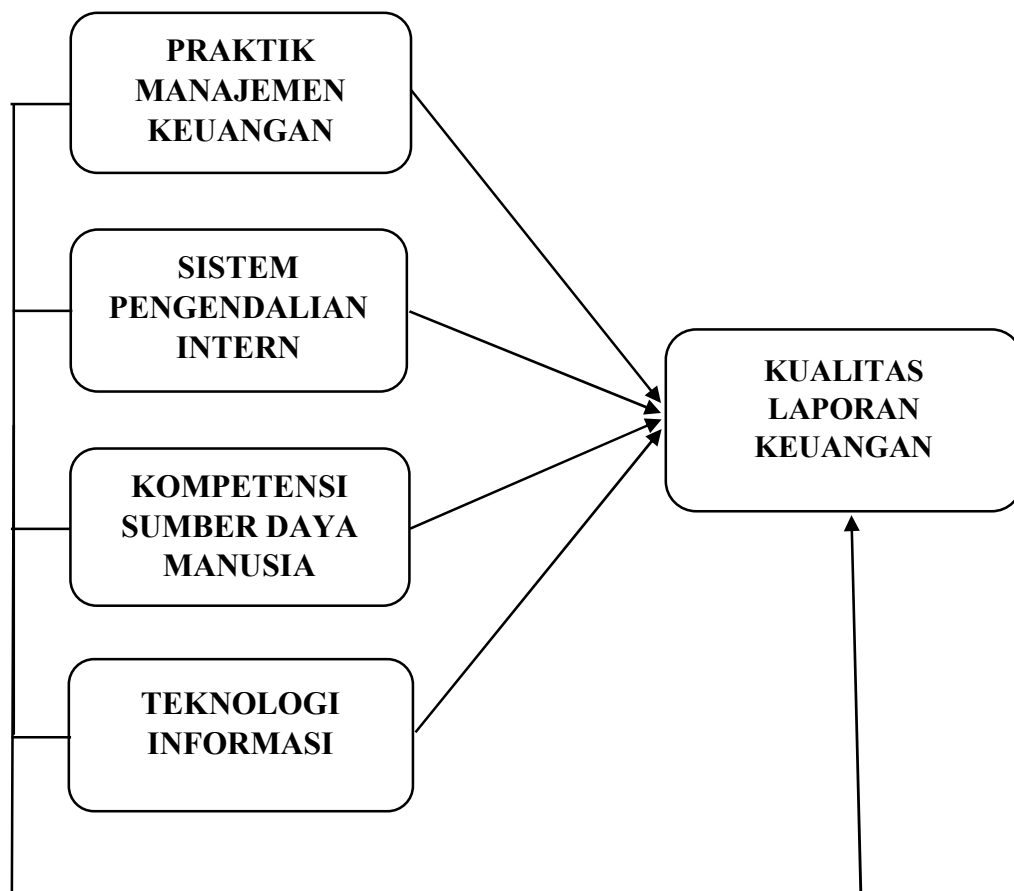 PRAKTIK
MANAJEMEN
KEUANGAN
SISTEM
PENGENDALIAN
INTERN
KOMPETENSI
SUMBER DAYA
MANUSIA
TEKNOLOGI
INFORMASI
KUALITAS
LAPORAN
KEUANGAN